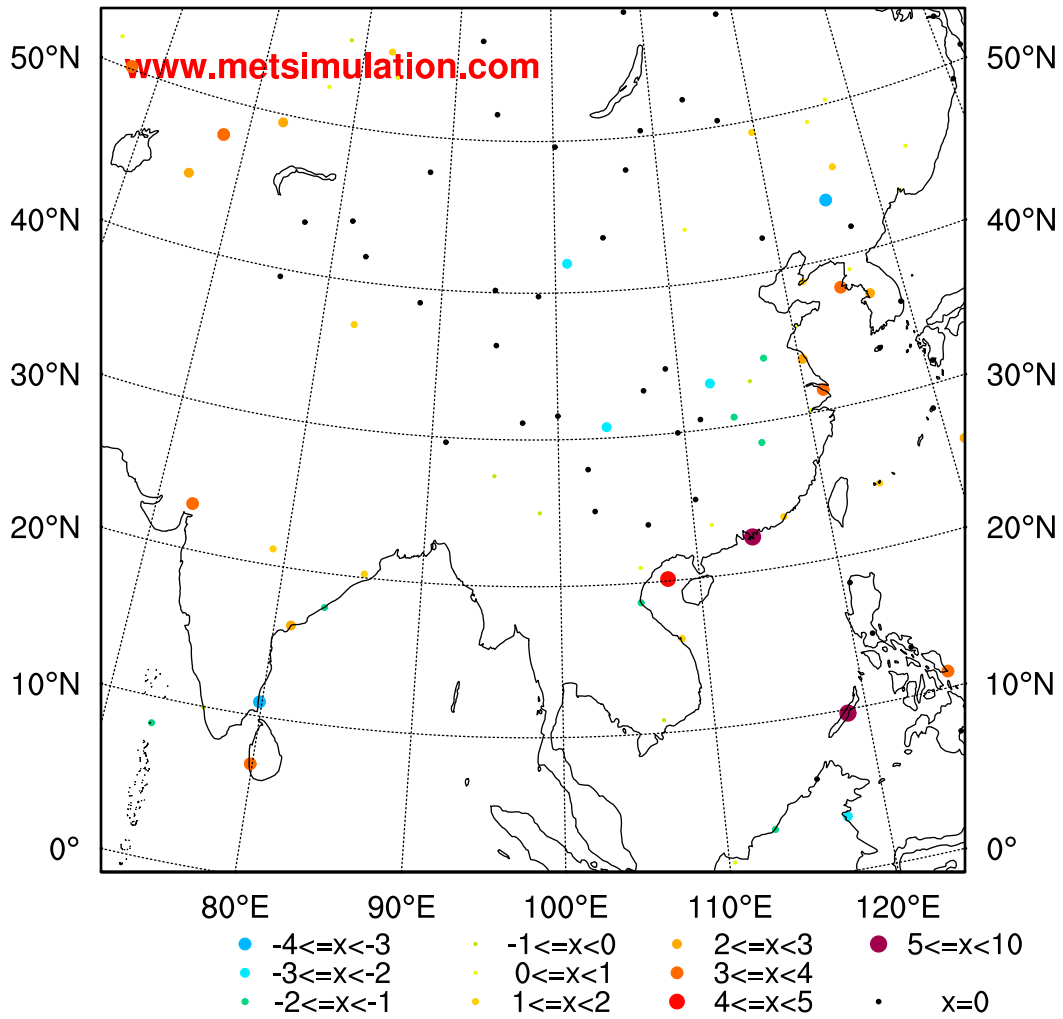 www.metsimulation.com
50°N 50°N
40°N 40°N
30°N 30°N
20°N 20°N
10°N 10°N
0° 0°
80°E 90°E 100°E 110°E 120°E
-4<=x<-3 -1<=x<0 2<=x<3 5<=x<10
-3<=x<-2 0<=x<1 3<=x<4
-2<=x<-1 1<=x<2 4<=x<5 x=0